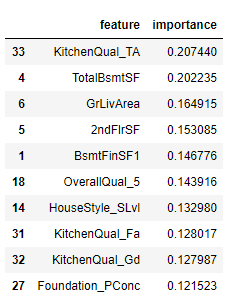 feature importance
33 KitchenQual_TA 0.207440
4 TotalBsmtSF 0.202235
6 GrLivArea 0.164915
5 2ndFlrSF 0.153085
1 BsmtFinSF1 0.146776
18 OverallQual_5 0.143916
14 HouseStyle_SLvl 0.132980
31 KitchenQual_Fa 0.128017
32 KitchenQual_Gd 0.127987
27 Foundation_PConc 0.121523